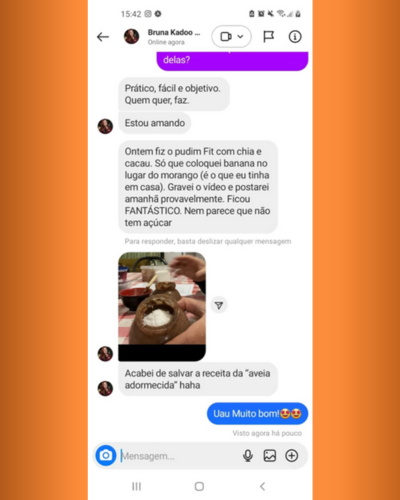 15:42
Bruna Kadoo ...
Online agora
delas?
Prático, fácil e objetivo.
Quem quer, faz.
Estou amando
Ontem fiz o pudim Fit com chia e
cacau. Só que coloquei banana no
lugar do morango (é o que eu tinha
em casa). Gravei o vídeo e postarei
amanhã provavelmente. Ficou
FANTÁSTICO. Nem parece que não
tem açúcar
Para responder, basta deslizar qualquer mensagem
Acabei de salvar a receita da “aveia
adormecida” haha
Uau Muito bom!😍😍
Visto agora há pouco
Mensagem...